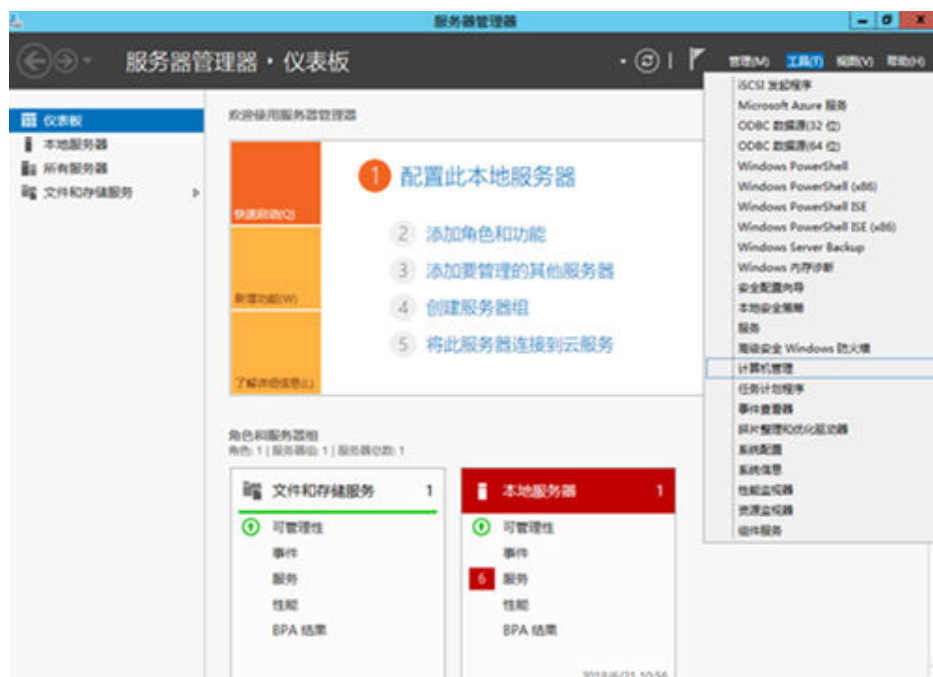 服务器管理器
服务器管理器 · 仪表板
管理(M) 工具(T) 视图(V) 帮助(H)
仪表板
本地服务器
所有服务器
文件和存储服务
欢迎使用服务器管理器
快速启动(Q)
新增功能(W)
了解详细信息(L)
1 配置此本地服务器
2 添加角色和功能
3 添加要管理的其他服务器
4 创建服务器组
5 将此服务器连接到云服务
iSCSI 发起程序
Microsoft Azure 服务
ODBC 数据源(32 位)
ODBC 数据源(64 位)
Windows PowerShell
Windows PowerShell (x86)
Windows PowerShell ISE
Windows PowerShell ISE (x86)
Windows Server Backup
Windows 内存诊断
安全配置向导
本地安全策略
服务
高级安全 Windows 防火墙
计算机管理
任务计划程序
事件查看器
碎片整理和优化驱动器
系统配置
系统信息
性能监视器
资源监视器
组件服务
角色和服务器组
角色: 1 | 服务器组: 1 | 服务器总数: 1
文件和存储服务 1
可管理性
事件
服务
性能
BPA 结果
本地服务器 1
可管理性
事件
6 服务
性能
BPA 结果
2018/6/21 10:56